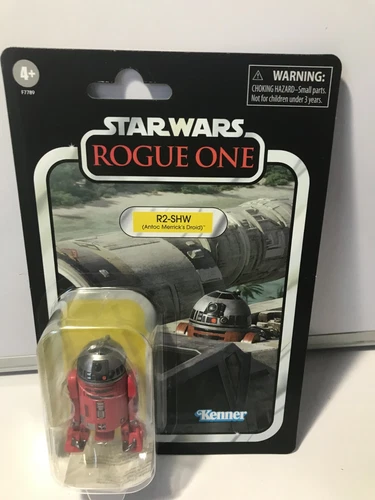 4+
F7789
WARNING:
CHOKING HAZARD–Small parts.
Not for children under 3 years.
STAR WARS
ROGUE ONE
R2-SHW
(Antoc Merrick's Droid)
Kenner